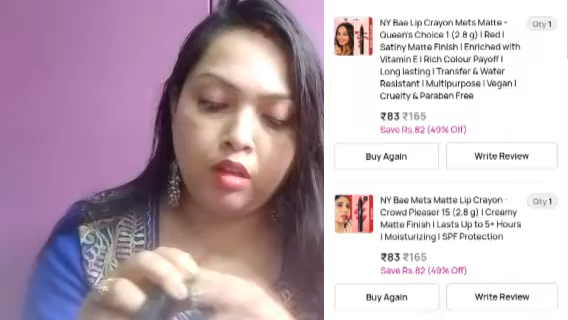 NY Bae Lip Crayon Mets Matte -
Qty 1
Queen's Choice 1 (2.8 g) | Red |
Satiny Matte Finish | Enriched with
Vitamin E | Rich Colour Payoff |
Long lasting | Transfer & Water
Resistant | Multipurpose | Vegan |
Cruelty & Paraben Free
₹83 ₹165
Save Rs.82 (49% Off)
Buy Again
Write Review
NY Bae Mets Matte Lip Crayon -
Qty 1
Crowd Pleaser 15 (2.8 g) | Creamy
Matte Finish | Lasts Up to 5+ Hours
| Moisturizing | SPF Protection
₹83 ₹165
Save Rs.82 (49% Off)
Buy Again
Write Review